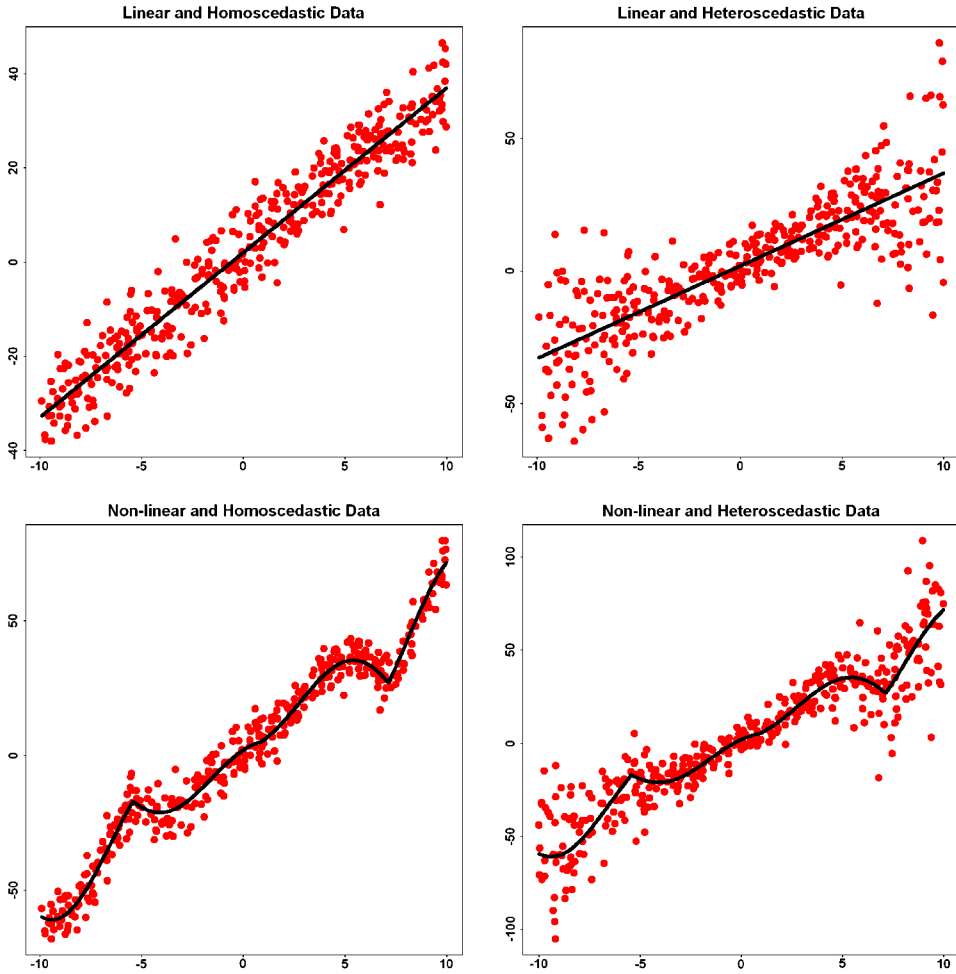 Linear and Homoscedastic Data
40
20
0
-20
-40
-10 -5 0 5 10
Linear and Heteroscedastic Data
50
0
-50
-10 -5 0 5 10
Non-linear and Homoscedastic Data
50
0
-50
-10 -5 0 5 10
Non-linear and Heteroscedastic Data
100
50
0
-50
-100
-10 -5 0 5 10